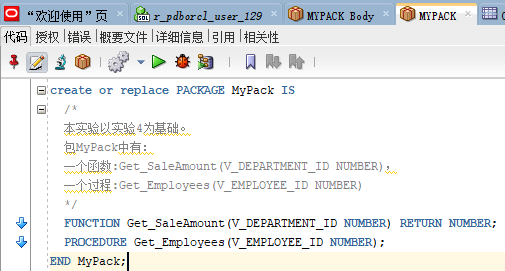 “欢迎使用”页 r_pdborcl_user_129 MYPACK Body MYPACK
代码 授权 错误 概要文件 详细信息 引用 相关性
create or replace PACKAGE MyPack IS
/*
本实验以实验4为基础。
包MyPack中有:
一个函数:Get_SaleAmount(V_DEPARTMENT_ID NUMBER),
一个过程:Get_Employees(V_EMPLOYEE_ID NUMBER)
*/
FUNCTION Get_SaleAmount(V_DEPARTMENT_ID NUMBER) RETURN NUMBER;
PROCEDURE Get_Employees(V_EMPLOYEE_ID NUMBER);
END MyPack;